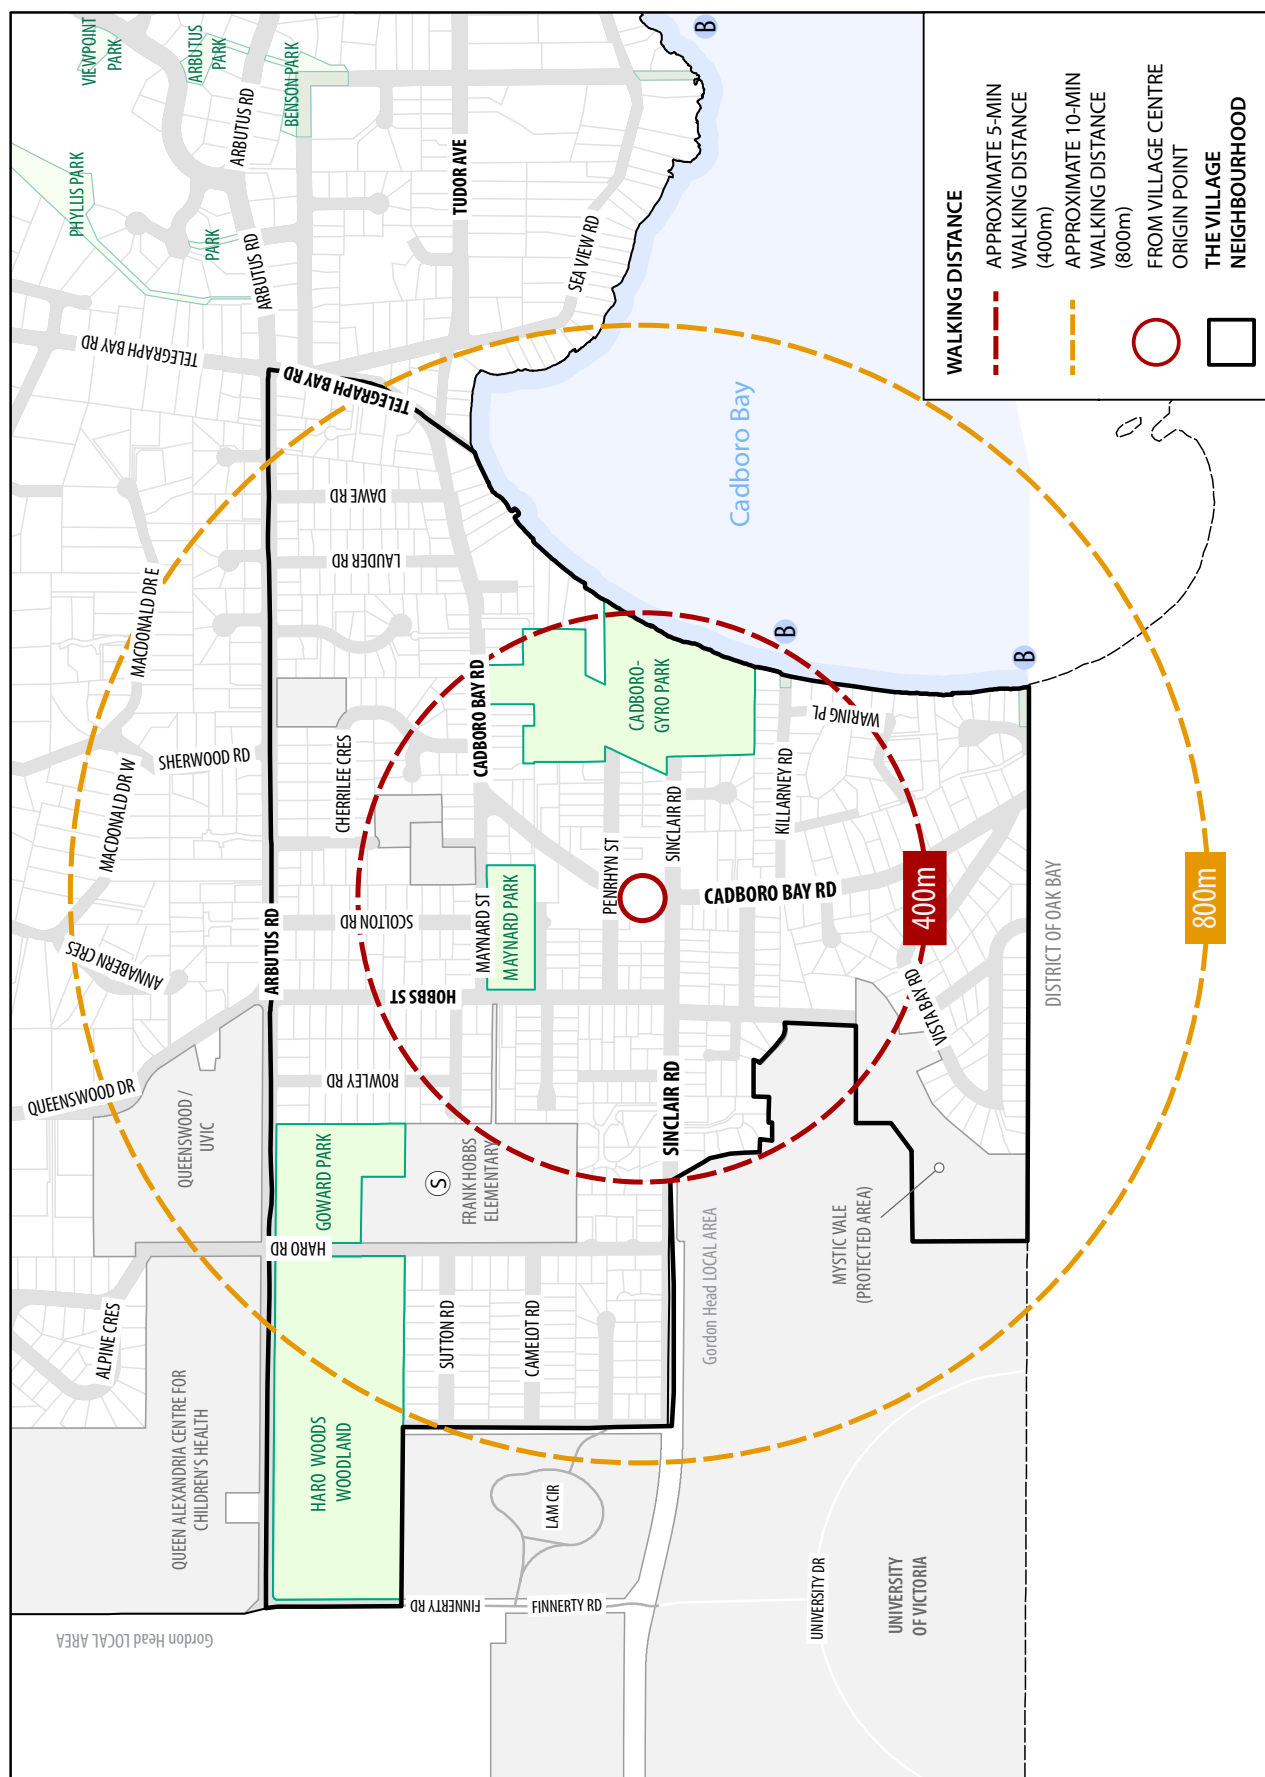 Gordon Head LOCAL AREA
QUEEN ALEXANDRIA CENTRE FOR
CHILDREN'S HEALTH
ALPINE CRES
QUEENSWOOD DR
QUEENSWOOD /
UVIC
ANNABERN CRES
MACDONALD DR W
SHERWOOD RD
MACDONALD DR E
TELEGRAPH BAY RD
PHYLLIS PARK
VIEWPOINT
PARK
ARBUTUS
PARK
PARK
ARBUTUS RD
ARBUTUS RD
BENSON PARK
ARBUTUS RD
HARO RD
HARO WOODS
WOODLAND
GOWARD PARK
ROWLEY RD
HOBBS ST
SCOLTON RD
CHERRILEE CRES
LAUDER RD
DAWE RD
TELEGRAPH BAY RD
TUDOR AVE
SEA VIEW RD
FINNERTY RD
FINNERTY RD
LAM CIR
SUTTON RD
CAMELOT RD
S
FRANK HOBBS
ELEMENTARY
MAYNARD ST
MAYNARD PARK
CADBORO BAY RD
PENRHYN ST
CADBORO-
GYRO PARK
SINCLAIR RD
SINCLAIR RD
CADBORO BAY RD
KILLARNEY RD
WARING PL
Cadboro Bay
B
B
B
Gordon Head LOCAL AREA
MYSTIC VALE
(PROTECTED AREA)
VISTA BAY RD
400m
800m
UNIVERSITY DR
UNIVERSITY
OF VICTORIA
DISTRICT OF OAK BAY
WALKING DISTANCE
APPROXIMATE 5-MIN
WALKING DISTANCE
(400m)
APPROXIMATE 10-MIN
WALKING DISTANCE
(800m)
FROM VILLAGE CENTRE
ORIGIN POINT
THE VILLAGE
NEIGHBOURHOOD